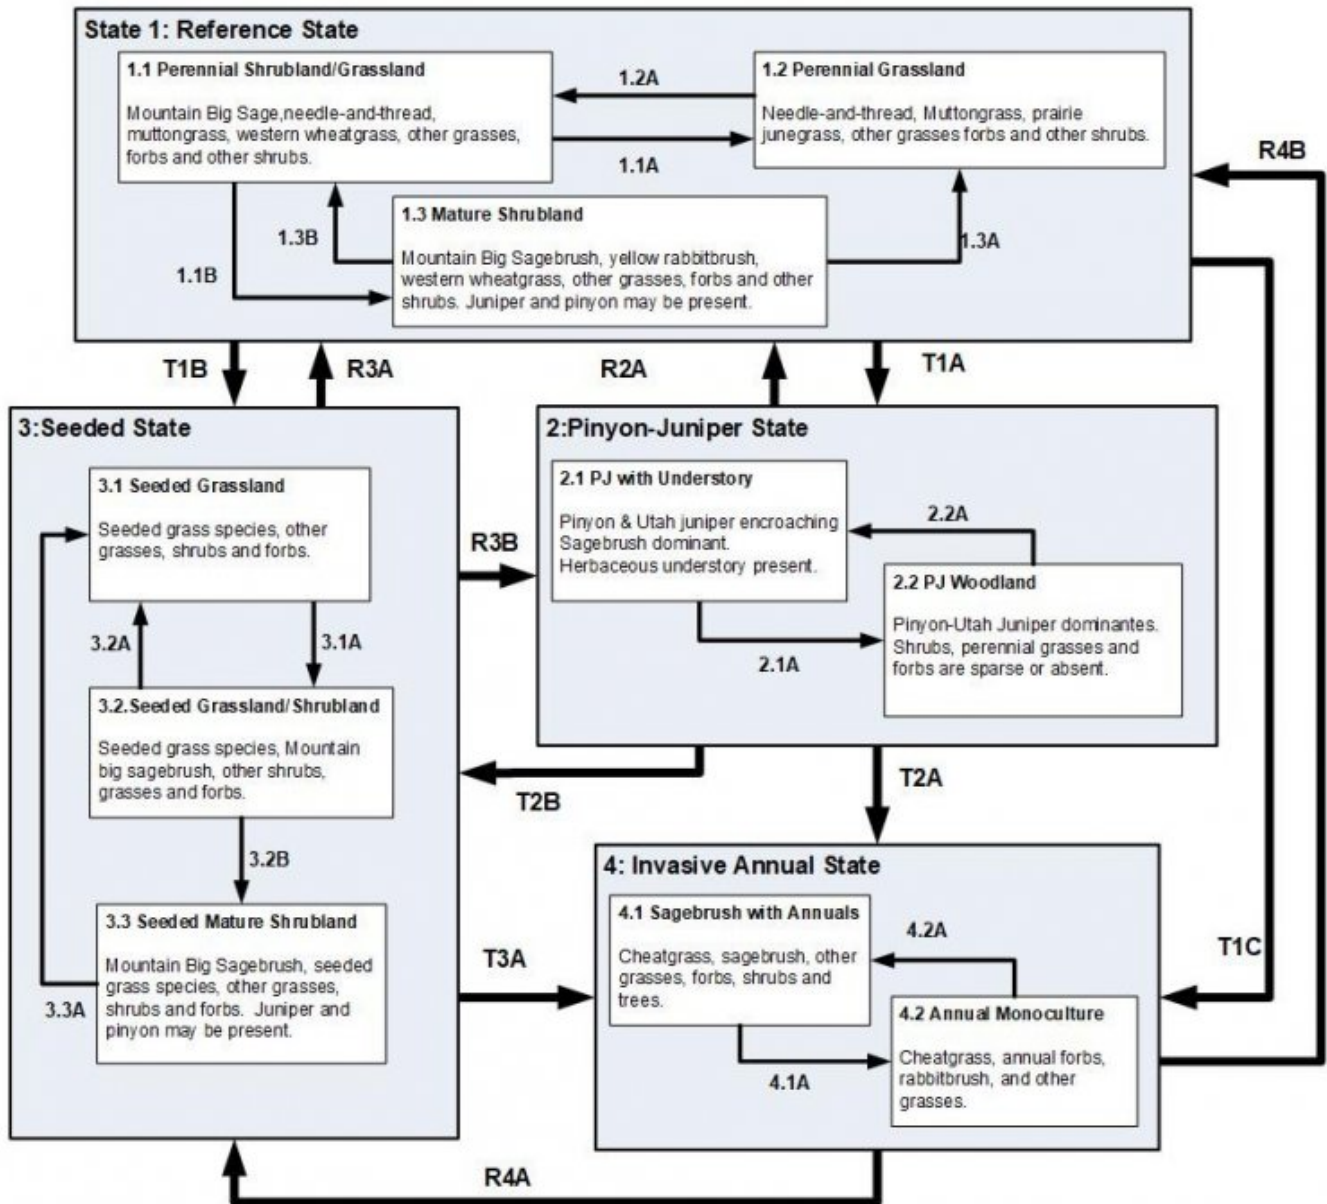 State 1: Reference State
1.1 Perennial Shrubland/Grassland
Mountain Big Sage,needle-and-thread,
muttongrass, western wheatgrass, other grasses,
forbs and other shrubs.
1.2A
1.1A
1.2 Perennial Grassland
Needle-and-thread, Muttongrass, prairie
junegrass, other grasses forbs and other shrubs.
R4B
1.3 Mature Shrubland
Mountain Big Sagebrush, yellow rabbitbrush,
western wheatgrass, other grasses, forbs and other
shrubs. Juniper and pinyon may be present.
1.3B
1.3A
1.1B
T1B
R3A
R2A
T1A
3:Seeded State
3.1 Seeded Grassland
Seeded grass species, other
grasses, shrubs and forbs.
3.2A
3.1A
3.2.Seeded Grassland/Shrubland
Seeded grass species, Mountain
big sagebrush, other shrubs,
grasses and forbs.
3.2B
3.3 Seeded Mature Shrubland
Mountain Big Sagebrush, seeded
grass species, other grasses,
shrubs and forbs. Juniper and
pinyon may be present.
3.3A
R3B
2:Pinyon-Juniper State
2.1 PJ with Understory
Pinyon & Utah juniper encroaching
Sagebrush dominant.
Herbaceous understory present.
2.2A
2.1A
2.2 PJ Woodland
Pinyon-Utah Juniper dominantes.
Shrubs, perennial grasses and
forbs are sparse or absent.
T2B
T2A
4: Invasive Annual State
4.1 Sagebrush with Annuals
Cheatgrass, sagebrush, other
grasses, forbs, shrubs and
trees.
4.2A
4.1A
4.2 Annual Monoculture
Cheatgrass, annual forbs,
rabbitbrush, and other
grasses.
T3A
T1C
R4A